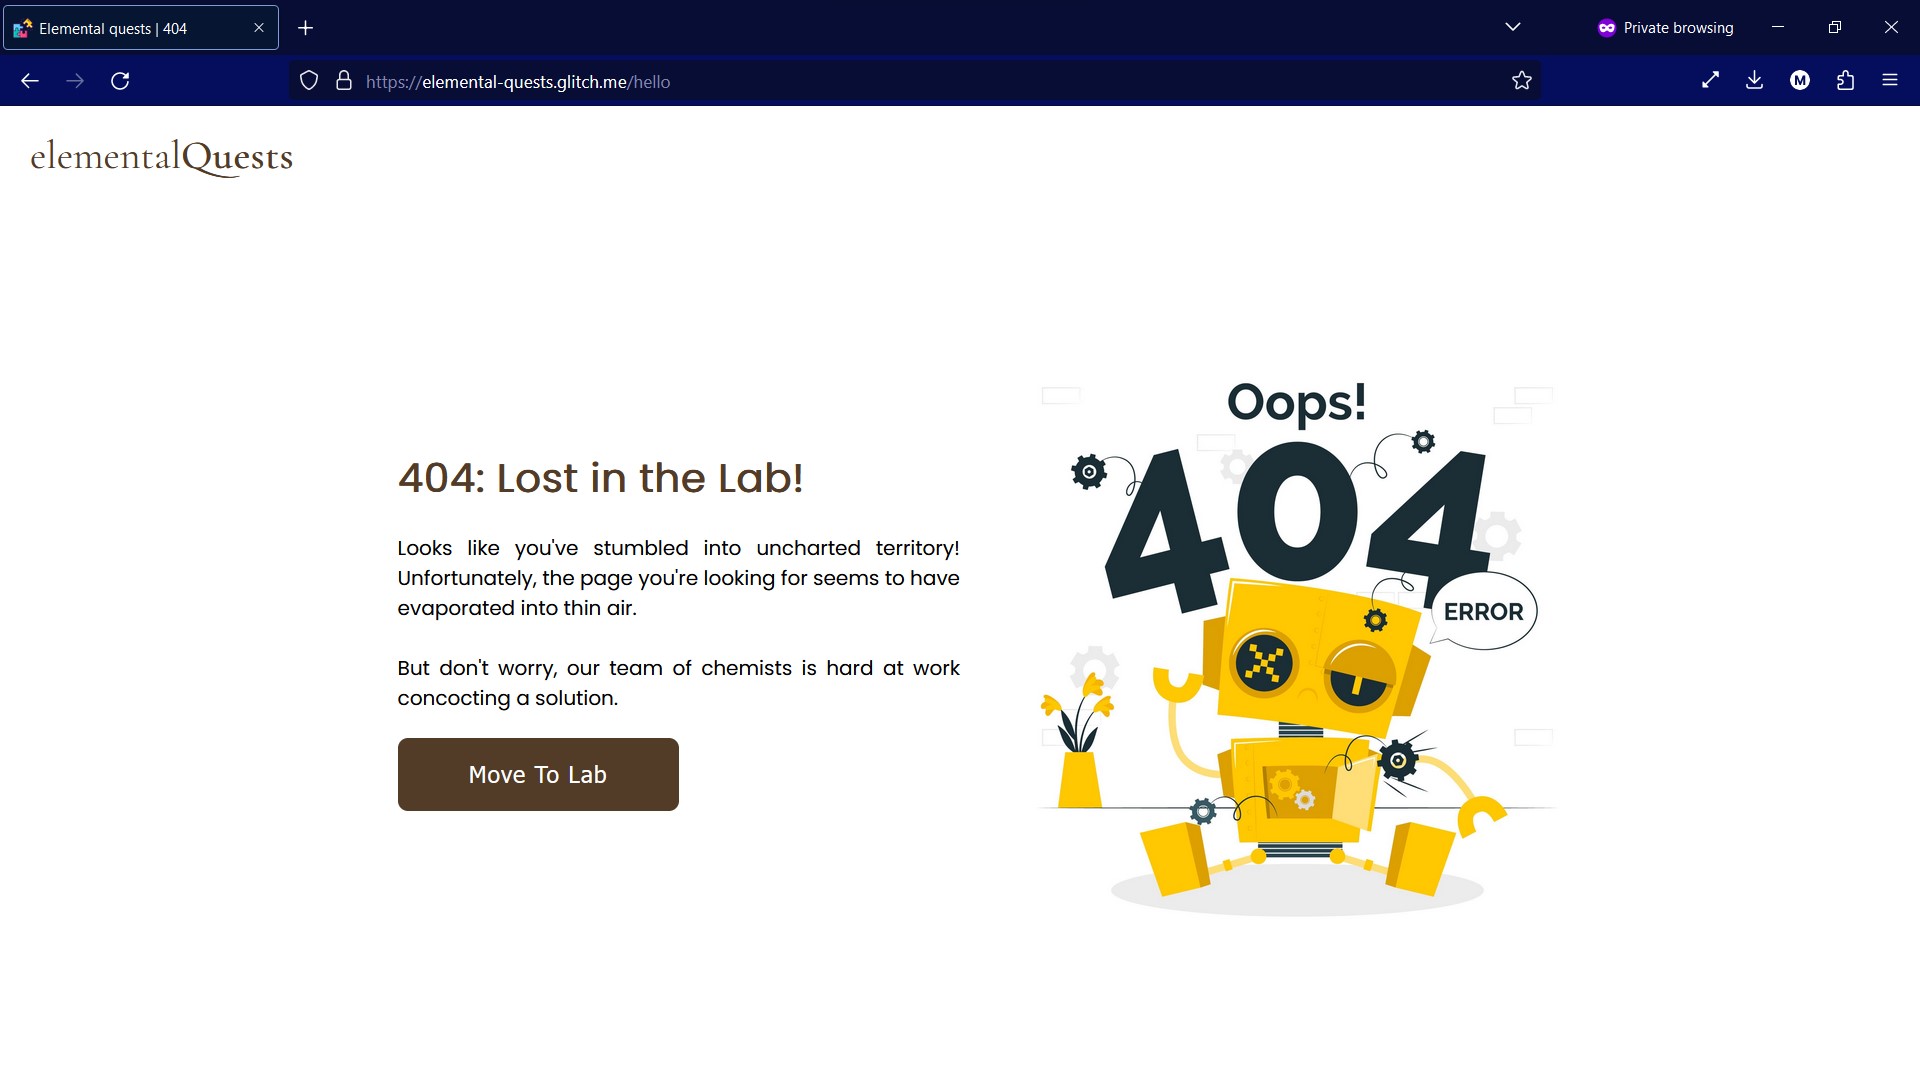 Elemental quests | 404
Private browsing
https://elemental-quests.glitch.me/hello
M
elementalQuests
404: Lost in the Lab!
Looks like you've stumbled into uncharted territory!
Unfortunately, the page you're looking for seems to have
evaporated into thin air.
But don't worry, our team of chemists is hard at work
concocting a solution.
Move To Lab
Oops!
404
ERROR